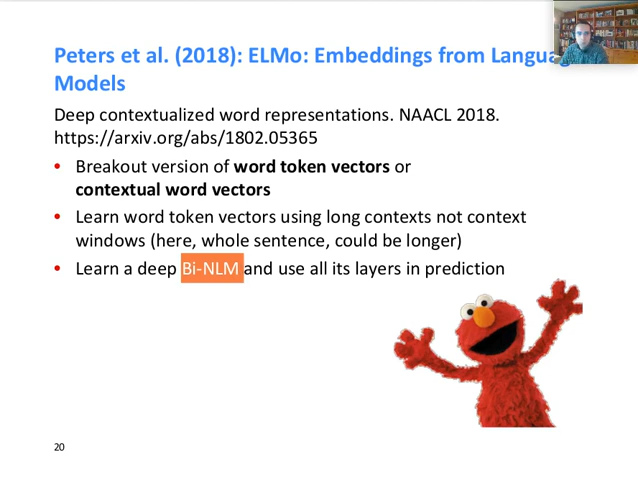 Peters et al. (2018): ELMo: Embeddings from Language
Models
Deep contextualized word representations. NAACL 2018.
https://arxiv.org/abs/1802.05365
• Breakout version of word token vectors or
contextual word vectors
• Learn word token vectors using long contexts not context
windows (here, whole sentence, could be longer)
• Learn a deep Bi-NLM and use all its layers in prediction
20